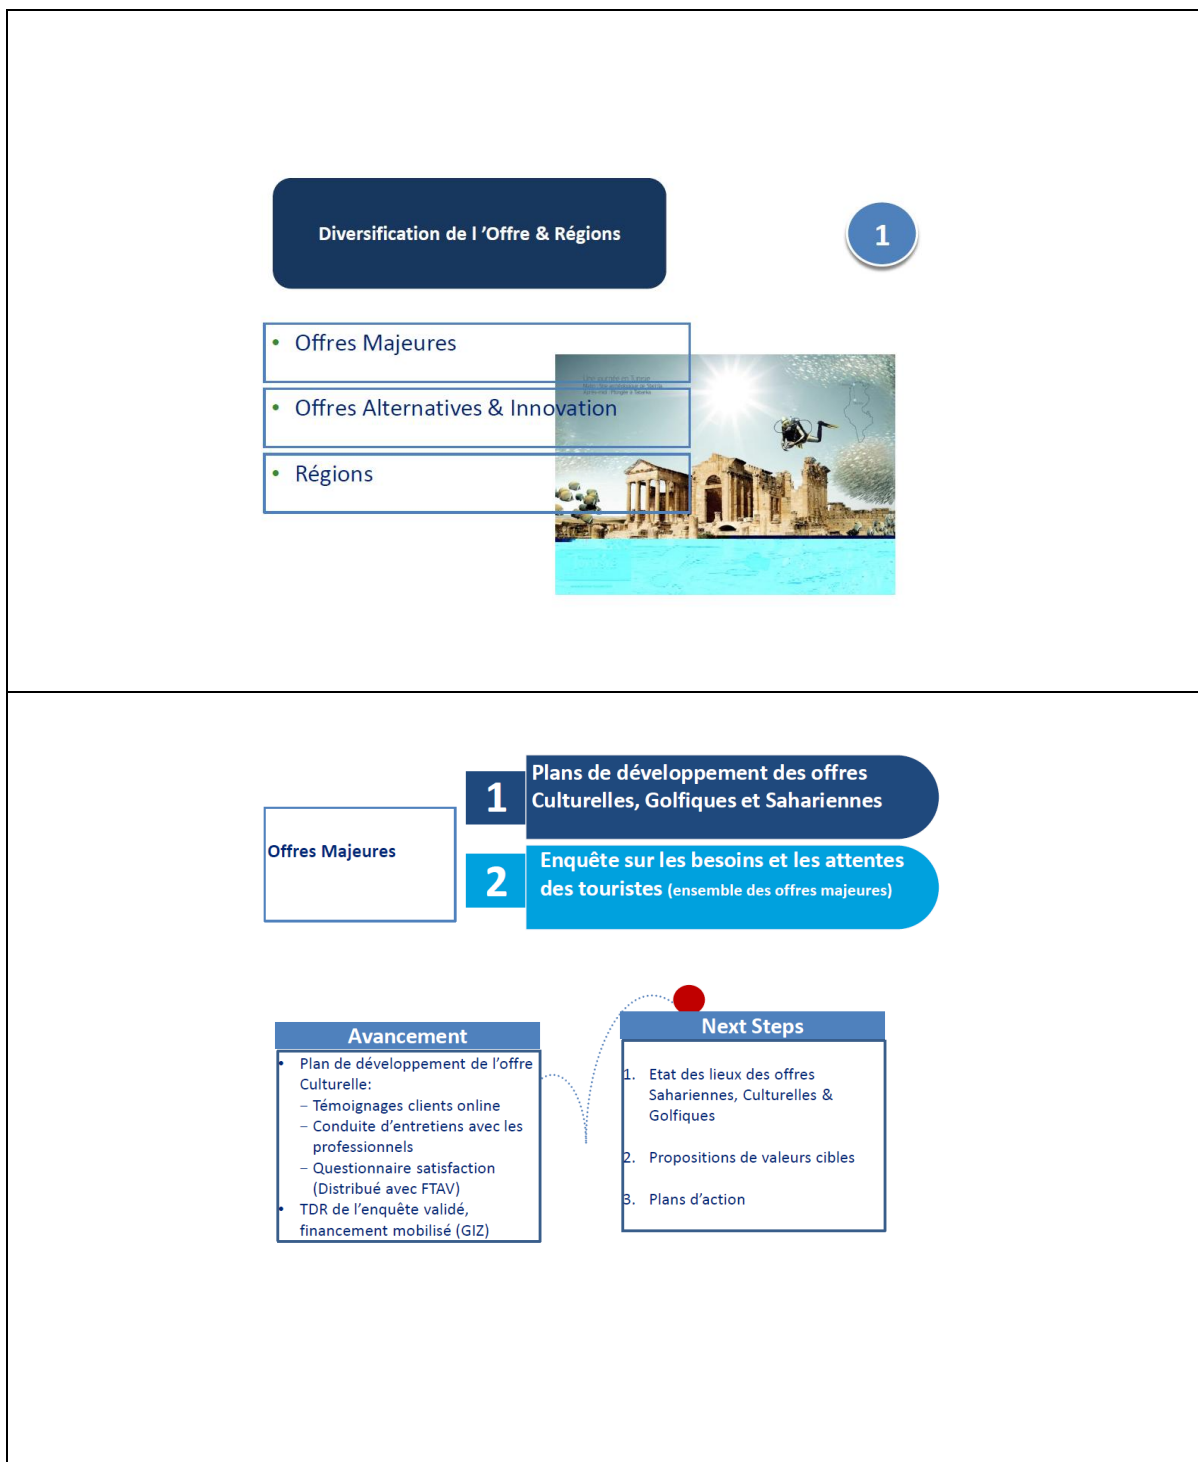 Diversification de l ’Offre & Régions
1
• Offres Majeures
• Offres Alternatives & Innovation
• Régions
Une journée en Tunisie
Plans de développement des offres
1
Culturelles, Golfiques et Sahariennes
Offres Majeures
Enquête sur les besoins et les attentes
2
des touristes (ensemble des offres majeures)
Avancement
• Plan de développement de l’offre
Culturelle:
– Témoignages clients online
– Conduite d’entretiens avec les
professionnels
– Questionnaire satisfaction
(Distribué avec FTAV)
• TDR de l’enquête validé,
financement mobilisé (GIZ)
Next Steps
1. Etat des lieux des offres
Sahariennes, Culturelles &
Golfiques
2. Propositions de valeurs cibles
3. Plans d’action